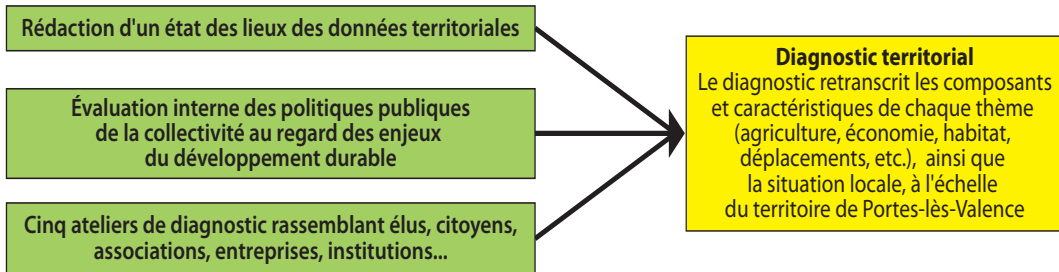 Rédaction d'un état des lieux des données territoriales
Évaluation interne des politiques publiques
de la collectivité au regard des enjeux
du développement durable
Cinq ateliers de diagnostic rassemblant élus, citoyens,
associations, entreprises, institutions...
Diagnostic territorial
Le diagnostic retranscrit les composants
et caractéristiques de chaque thème
(agriculture, économie, habitat,
déplacements, etc.), ainsi que
la situation locale, à l'échelle
du territoire de Portes-lès-Valence